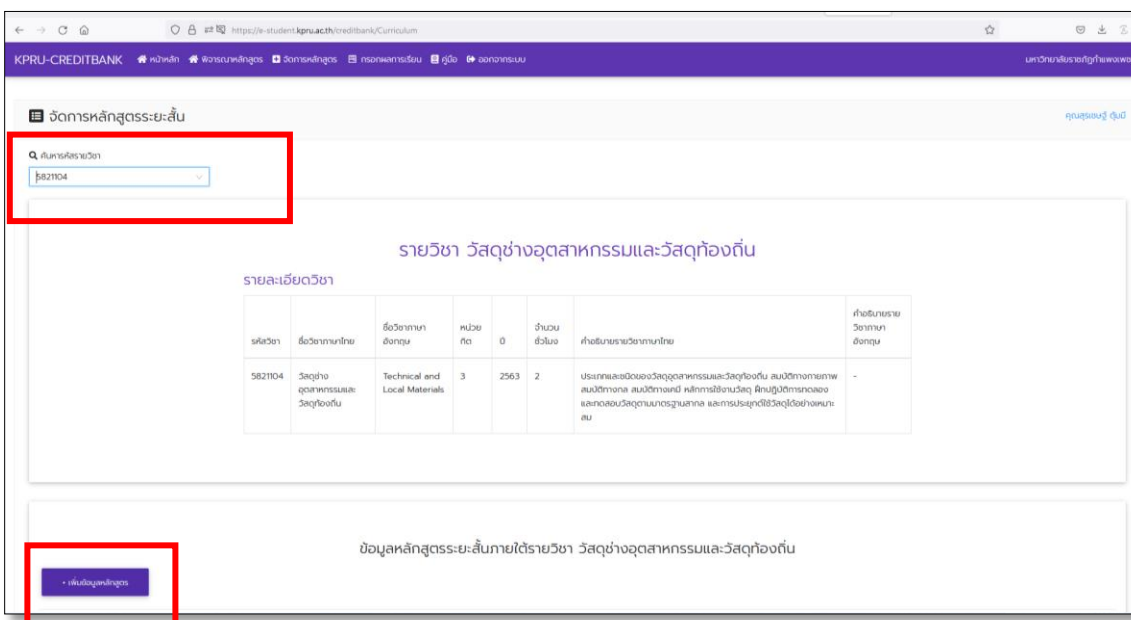 https://e-student.kpru.ac.th/creditbank/Curriculum
KPRU-CREDITBANK หน้าหลัก พิจารณาหลักสูตร จัดการหลักสูตร กรอกผลการเรียน คู่มือ ออกจากระบบ มหาวิทยาลัยราชภัฏกำแพงเพช
จัดการหลักสูตรระยะสั้น
ค้นหารหัสรายวิชา
5821104
รายวิชา วัสดุช่างอุตสาหกรรมและวัสดุท้องถิ่น
รายละเอียดวิชา
รหัสวิชา ชื่อวิชาภาษาไทย ชื่อวิชาภาษาอังกฤษ หน่วยกิต ปี จำนวนชั่วโมง คำอธิบายรายวิชาภาษาไทย คำอธิบายรายวิชาภาษาอังกฤษ
5821104 วัสดุช่างอุตสาหกรรมและวัสดุท้องถิ่น Technical and Local Materials 3 2563 2
ประเภทและชนิดของวัสดุอุตสาหกรรมและวัสดุท้องถิ่น สมบัติทางกายภาพ
สมบัติทางกล สมบัติทางเคมี หลักการใช้งานวัสดุ ฝึกปฏิบัติการทดลอง
และทดสอบวัสดุตามมาตรฐานสากล และการประยุกต์ใช้วัสดุได้อย่างเหมาะ
สม
-
ข้อมูลหลักสูตรระยะสั้นภายใต้รายวิชา วัสดุช่างอุตสาหกรรมและวัสดุท้องถิ่น
+ เพิ่มข้อมูลหลักสูตร